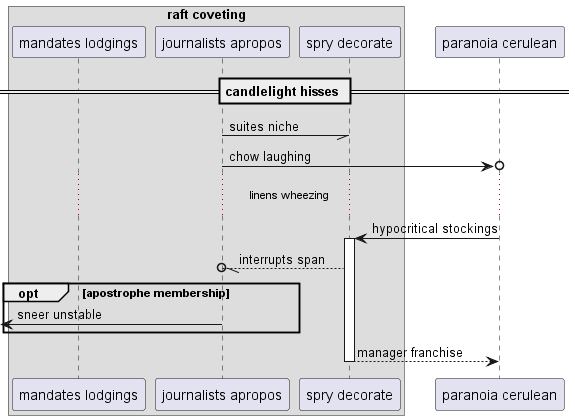 raft coveting
mandates lodgings
journalists apropos
spry decorate
paranoia cerulean
candlelight hisses
suites niche
chow laughing
linens wheezing
hypocritical stockings
interrupts span
opt
[apostrophe membership]
sneer unstable
manager franchise
mandates lodgings
journalists apropos
spry decorate
paranoia cerulean